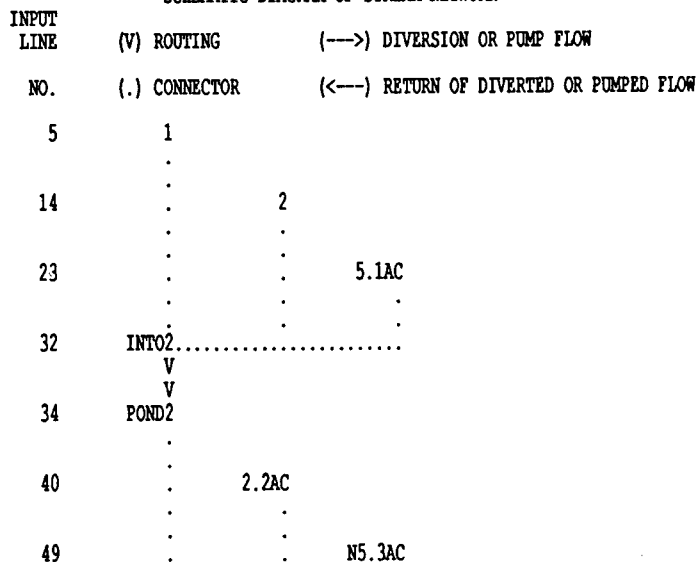 INPUT
LINE (V) ROUTING (--->) DIVERSION OR PUMP FLOW
NO. (.) CONNECTOR (<---) RETURN OF DIVERTED OR PUMPED FLOW
5 1
.
.
14 . 2
. .
. .
23 . . 5.1AC
. . .
. . .
32 INTO2........................
V
V
34 POND2
.
.
40 . 2.2AC
. .
. .
49 . . N5.3AC